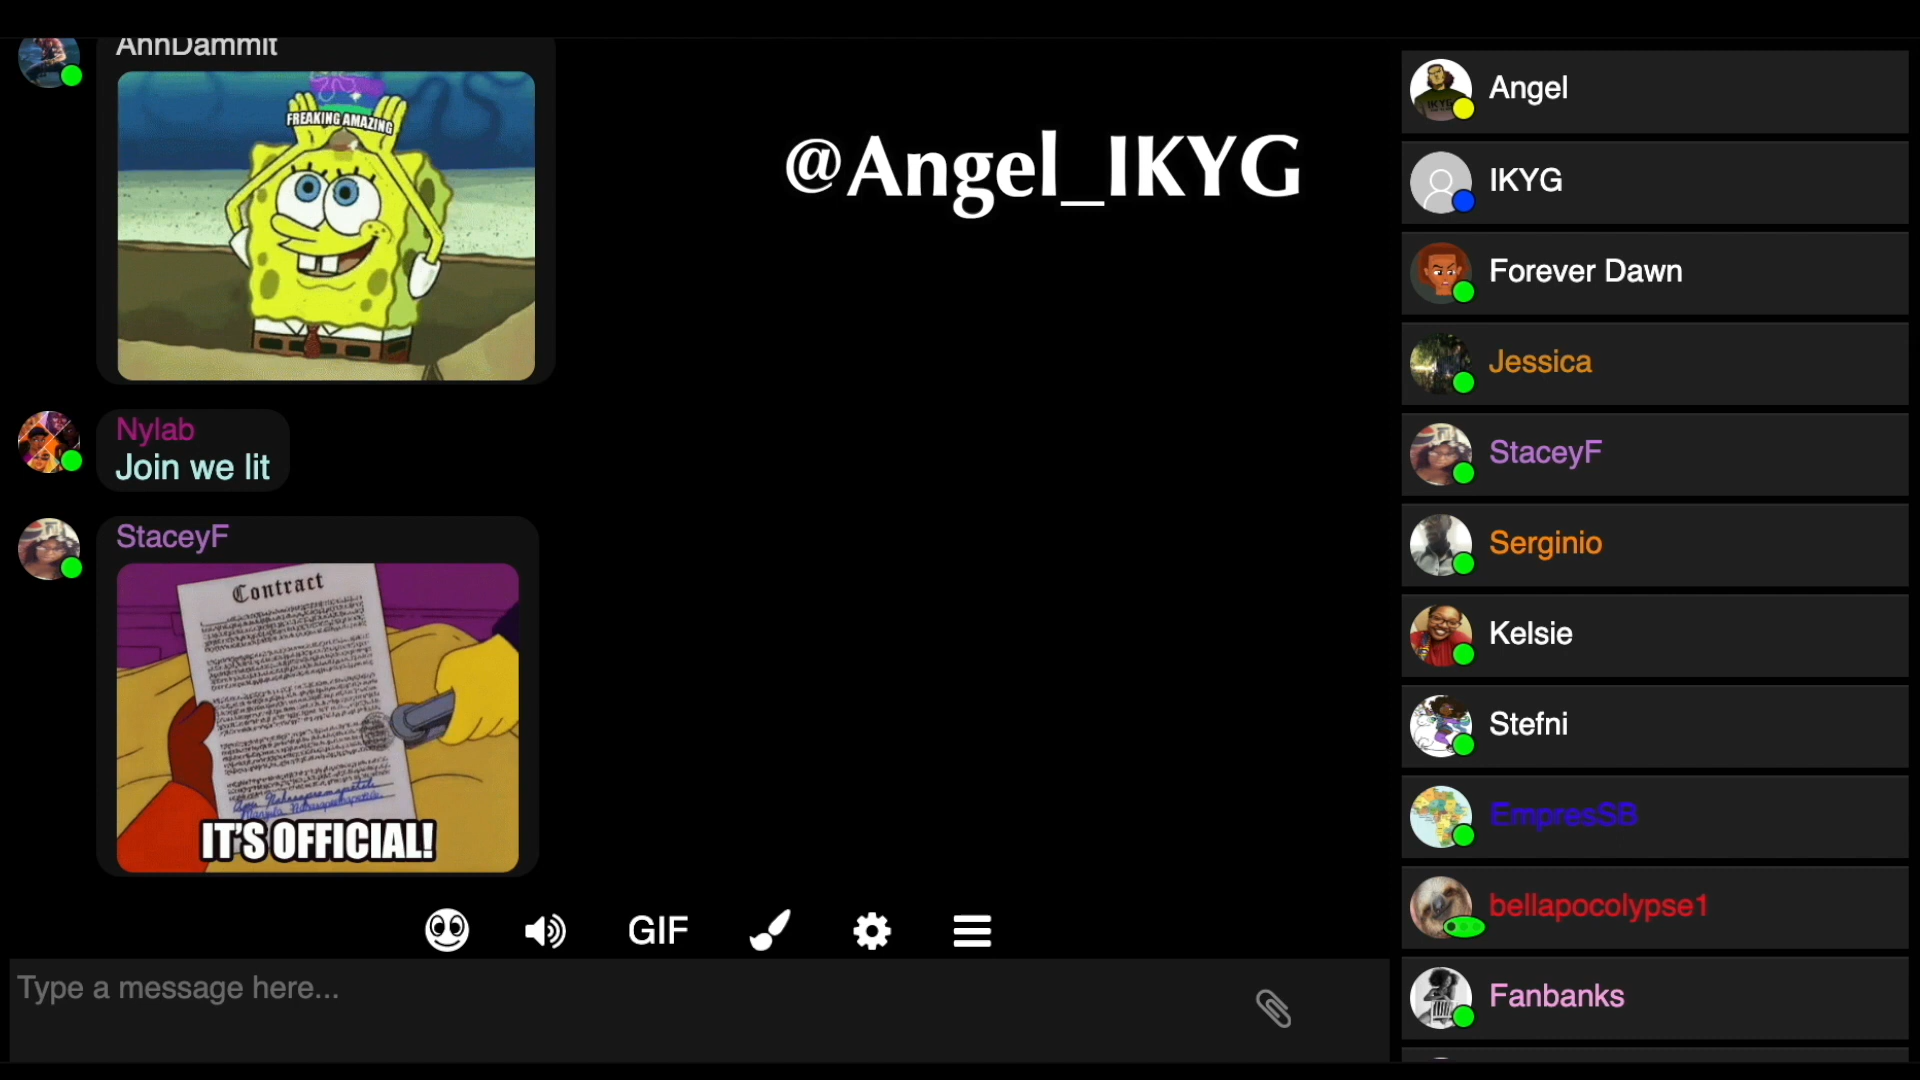 AhhDammit
FREAKING AMAZING
@Angel_IKYG
Nylab
Join we lit
StaceyF
Contract
IT'S OFFICIAL!
GIF
Type a message here...
Angel
IKYG
Forever Dawn
Jessica
StaceyF
Serginio
Kelsie
Stefni
EmpresSB
bellapocolypse1
Fanbanks